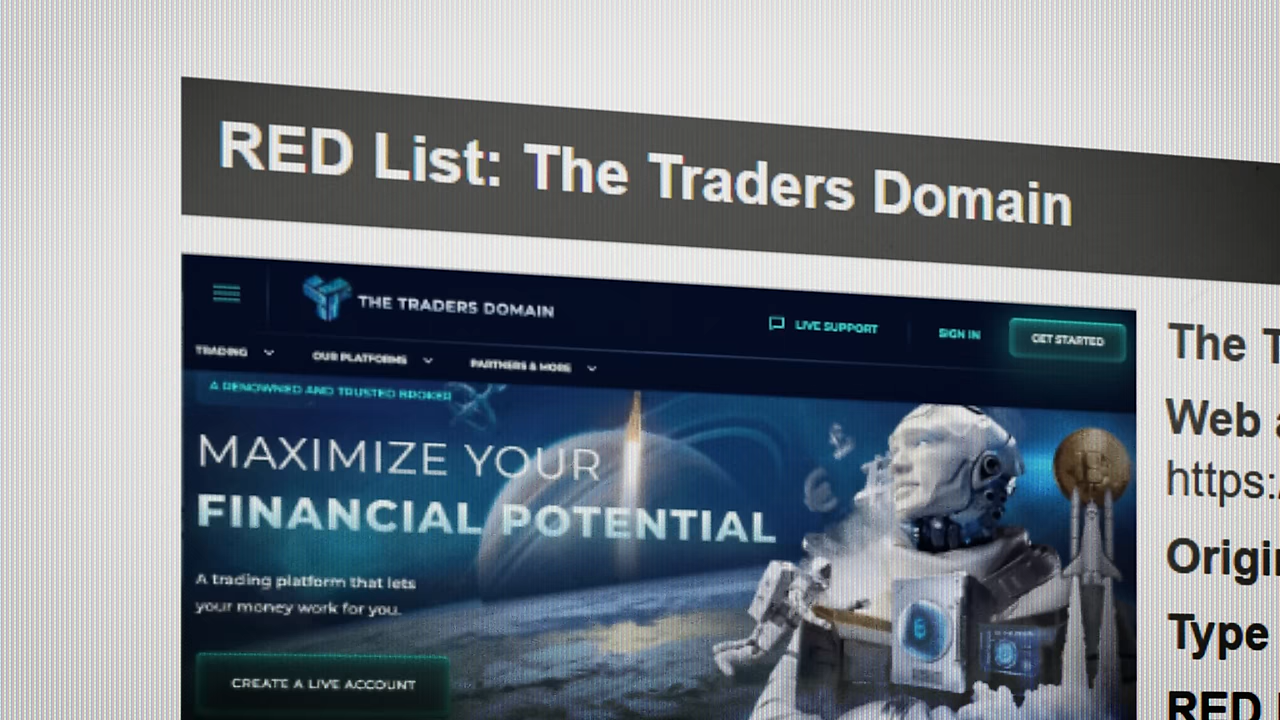 RED List: The Traders Domain
THE TRADERS DOMAIN
LIVE SUPPORT
SIGN IN
GET STARTED
TRADING
OUR PLATFORMS
PARTNERS & MORE
A RENOWNED AND TRUSTED BROKER
MAXIMIZE YOUR
FINANCIAL POTENTIAL
A trading platform that lets
your money work for you.
CREATE A LIVE ACCOUNT
The T
Web a
https:/
Origin
Type
RED